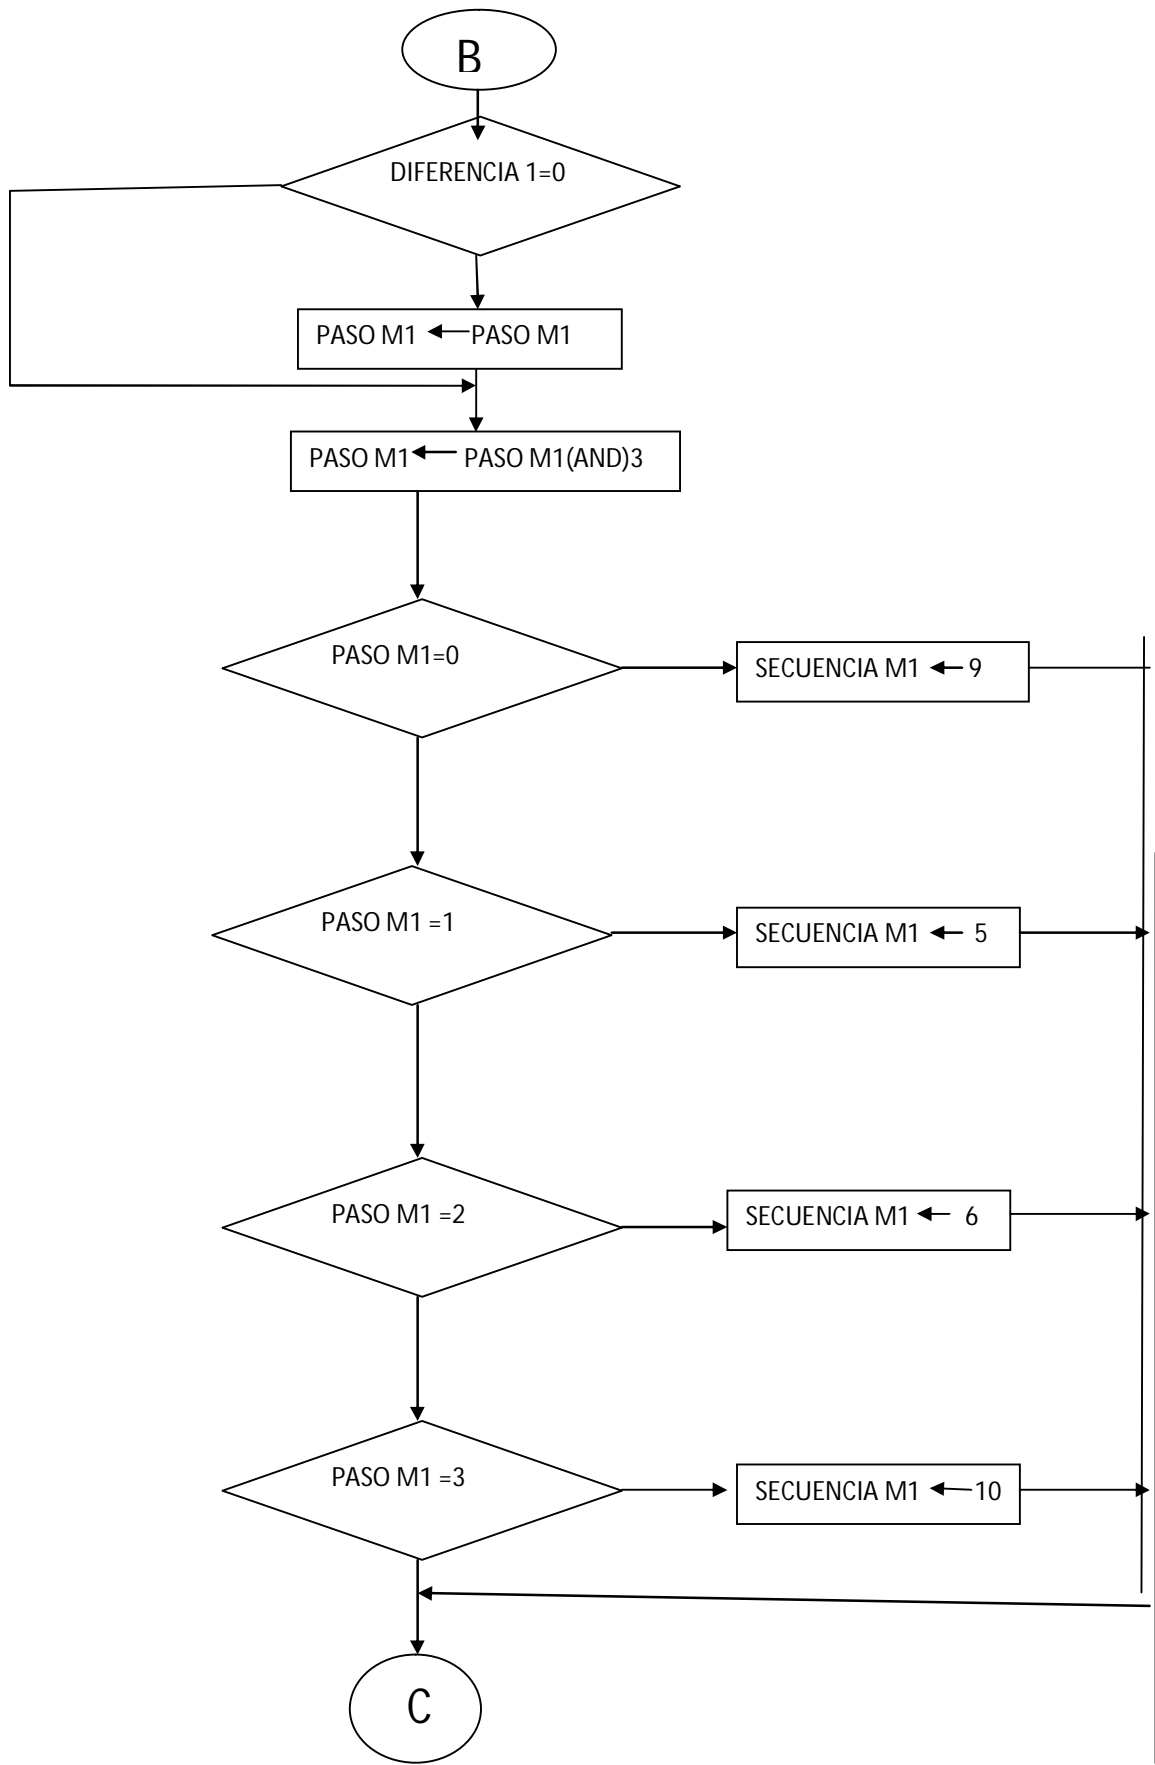 B
DIFERENCIA 1=0
PASO M1 ← PASO M1
PASO M1 ← PASO M1(AND)3
PASO M1=0
SECUENCIA M1 ← 9
PASO M1 =1
SECUENCIA M1 ← 5
PASO M1 =2
SECUENCIA M1 ← 6
PASO M1 =3
SECUENCIA M1 ← 10
C